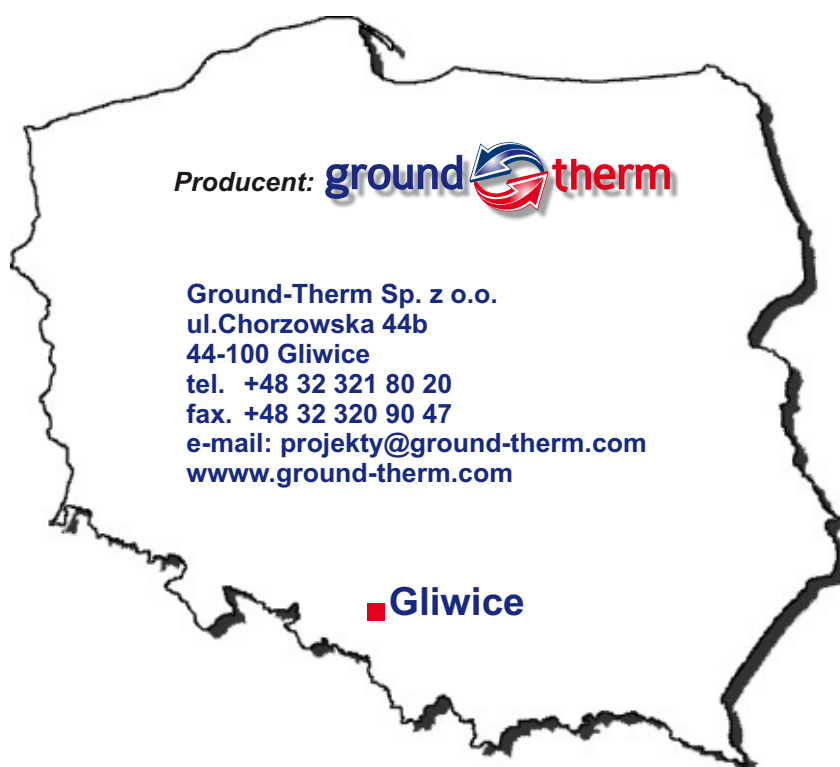 Producent: ground therm
Ground-Therm Sp. z o.o.
ul.Chorzowska 44b
44-100 Gliwice
tel. +48 32 321 80 20
fax. +48 32 320 90 47
e-mail: projekty@ground-therm.com
wwww.ground-therm.com
Gliwice